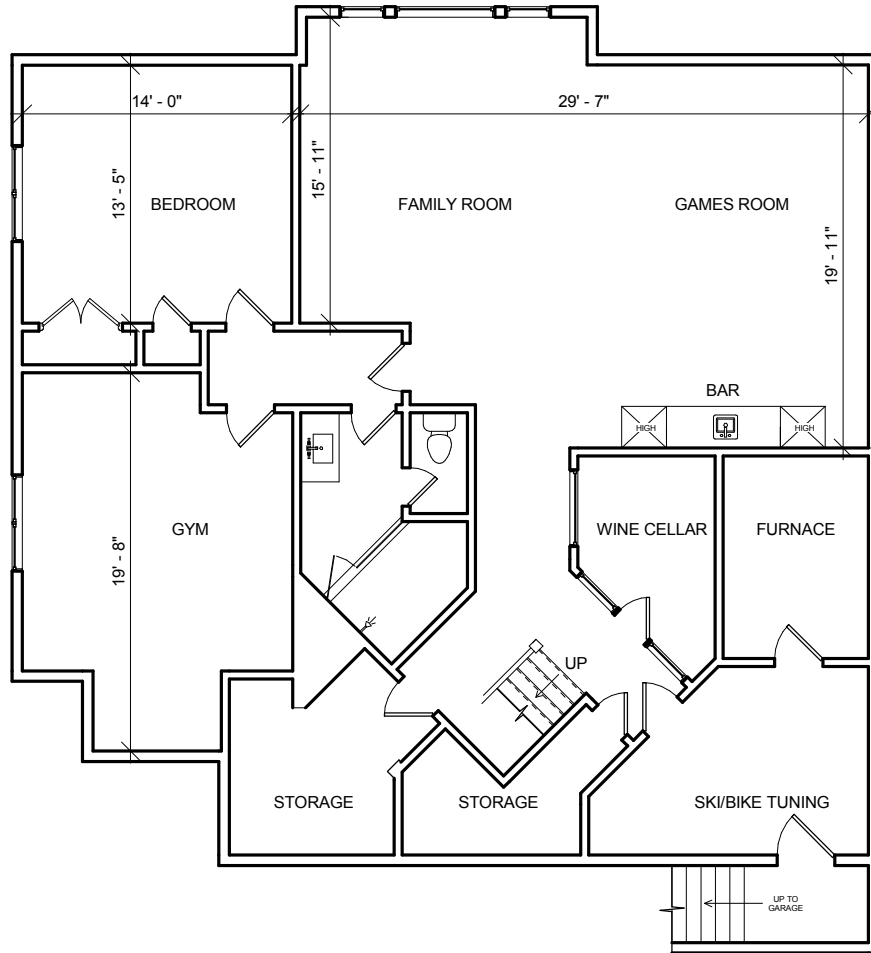 14' - 0"
29' - 7"
15' - 11"
13' - 5"
BEDROOM
FAMILY ROOM
GAMES ROOM
19' - 11"
BAR
HIGH
HIGH
GYM
WINE CELLAR
FURNACE
19' - 8"
UP
STORAGE
STORAGE
SKI/BIKE TUNING
UP TO
GARAGE